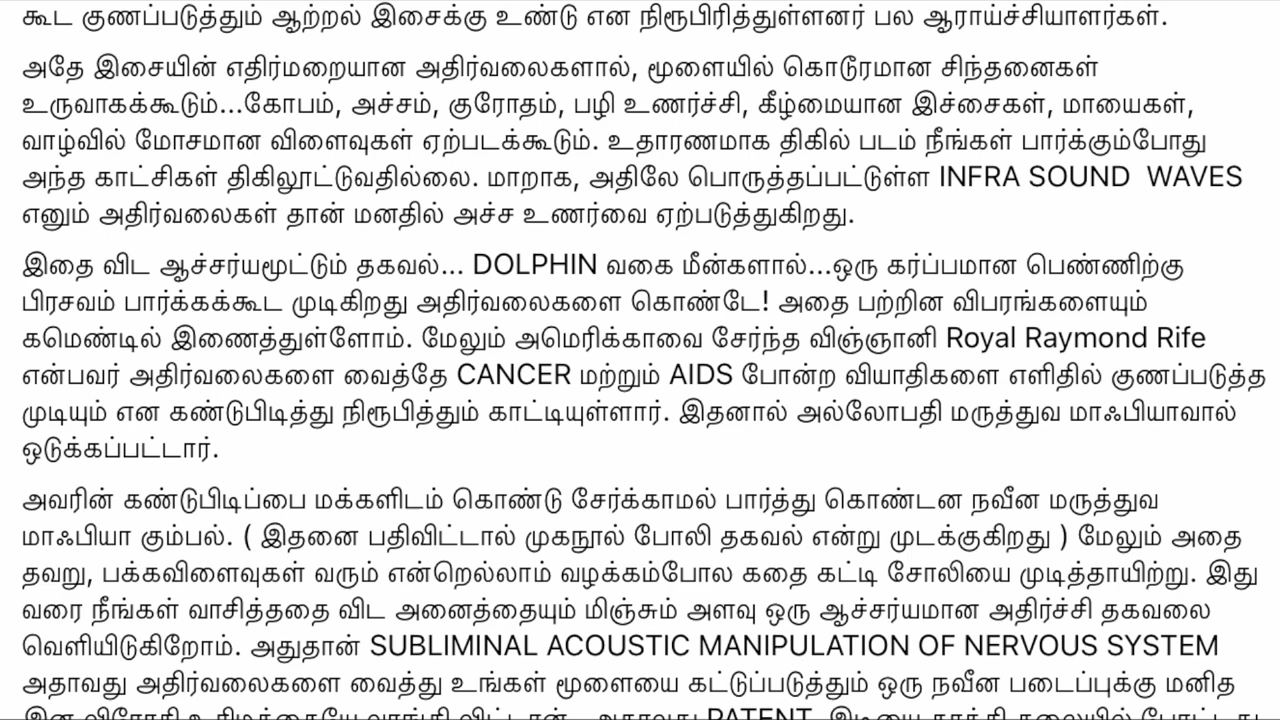 கூட குணப்படுத்தும் ஆற்றல் இசைக்கு உண்டு என நிரூபிரித்துள்ளனர் பல ஆராய்ச்சியாளர்கள்.
அதே இசையின் எதிர்மறையான அதிர்வலைகளால், மூளையில் கொடூரமான சிந்தனைகள்
உருவாகக்கூடும்...கோபம், அச்சம், குரோதம், பழி உணர்ச்சி, கீழ்மையான இச்சைகள், மாயைகள்,
வாழ்வில் மோசமான விளைவுகள் ஏற்படக்கூடும். உதாரணமாக திகில் படம் நீங்கள் பார்க்கும்போது
அந்த காட்சிகள் திகிலூட்டுவதில்லை. மாறாக, அதிலே பொருத்தப்பட்டுள்ள INFRA SOUND  WAVES
எனும் அதிர்வலைகள் தான் மனதில் அச்ச உணர்வை ஏற்படுத்துகிறது.
இதை விட ஆச்சர்யமூட்டும் தகவல்... DOLPHIN வகை மீன்களால்...ஒரு கர்ப்பமான பெண்ணிற்கு
பிரசவம் பார்க்கக்கூட முடிகிறது அதிர்வலைகளை கொண்டே! அதை பற்றின விபரங்களையும்
கமெண்டில் இணைத்துள்ளோம். மேலும் அமெரிக்காவை சேர்ந்த விஞ்ஞானி Royal Raymond Rife
என்பவர் அதிர்வலைகளை வைத்தே CANCER மற்றும் AIDS போன்ற வியாதிகளை எளிதில் குணப்படுத்த
முடியும் என கண்டுபிடித்து நிரூபித்தும் காட்டியுள்ளார். இதனால் அல்லோபதி மருத்துவ மாஃபியாவால்
ஒடுக்கப்பட்டார்.
அவரின் கண்டுபிடிப்பை மக்களிடம் கொண்டு சேர்க்காமல் பார்த்து கொண்டன நவீன மருத்துவ
மாஃபியா கும்பல். ( இதனை பதிவிட்டால் முகநூல் போலி தகவல் என்று முடக்குகிறது ) மேலும் அதை
தவறு, பக்கவிளைவுகள் வரும் என்றெல்லாம் வழக்கம்போல கதை கட்டி சோலியை முடித்தாயிற்று. இது
வரை நீங்கள் வாசித்ததை விட அனைத்தையும் மிஞ்சும் அளவு ஒரு ஆச்சர்யமான அதிர்ச்சி தகவலை
வெளியிடுகிறோம். அதுதான் SUBLIMINAL ACOUSTIC MANIPULATION OF NERVOUS SYSTEM
அதாவது அதிர்வலைகளை வைத்து உங்கள் மூளையை கட்டுப்படுத்தும் ஒரு நவீன படைப்புக்கு மனித
இன விரோதி PATENT